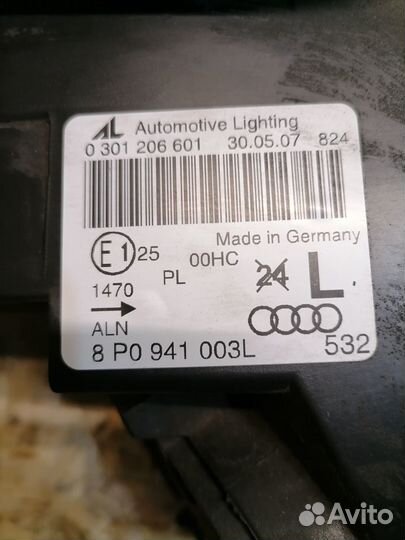 AL Automotive Lighting
0 301 206 601 30.05.07 824
Made in Germany
E1 25 00HC
PL 24 L
1470
ALN
8 P0 941 003L 532
Avito